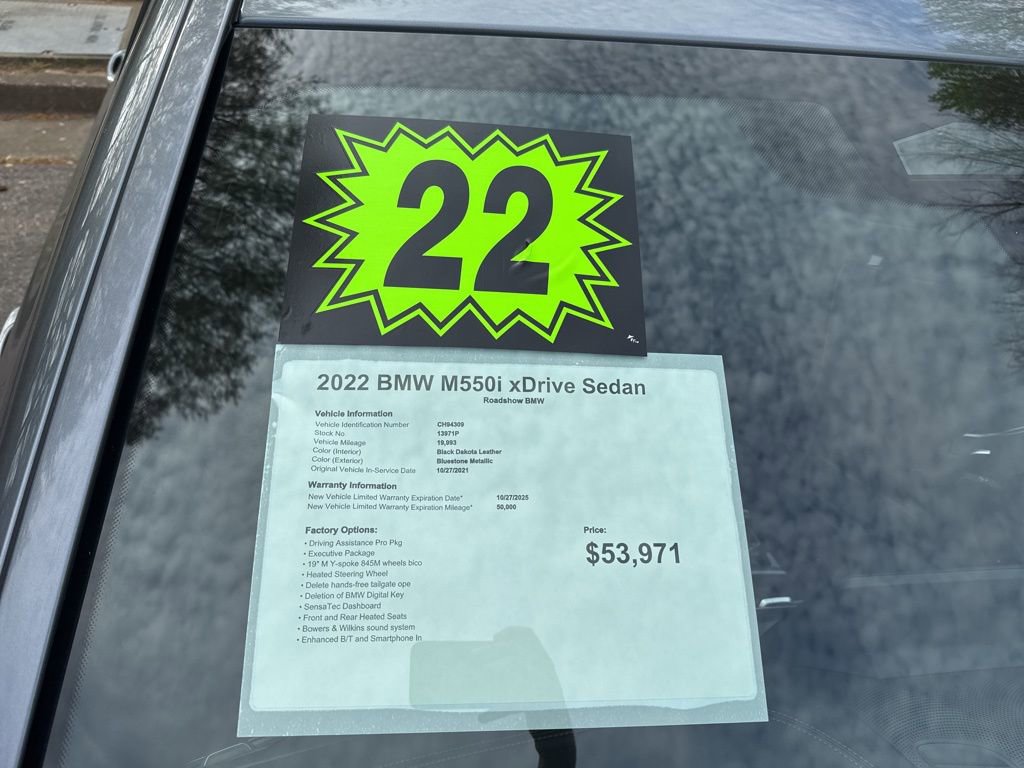 22
2022 BMW M550i xDrive Sedan
Roadshow BMW
Vehicle Information
Vehicle Identification Number CH94309
Stock No 13971P
Vehicle Mileage 19,993
Color (Interior) Black Dakota Leather
Color (Exterior) Bluestone Metallic
Original Vehicle In-Service Date 10/27/2021
Warranty Information
New Vehicle Limited Warranty Expiration Date* 10/27/2025
New Vehicle Limited Warranty Expiration Mileage* 50,000
Factory Options:
• Driving Assistance Pro Pkg
• Executive Package
• 19" M Y-spoke 845M wheels bico
• Heated Steering Wheel
• Delete hands-free tailgate ope
• Deletion of BMW Digital Key
• SensaTec Dashboard
• Front and Rear Heated Seats
• Bowers & Wilkins sound system
• Enhanced B/T and Smartphone In
Price:
$53,971